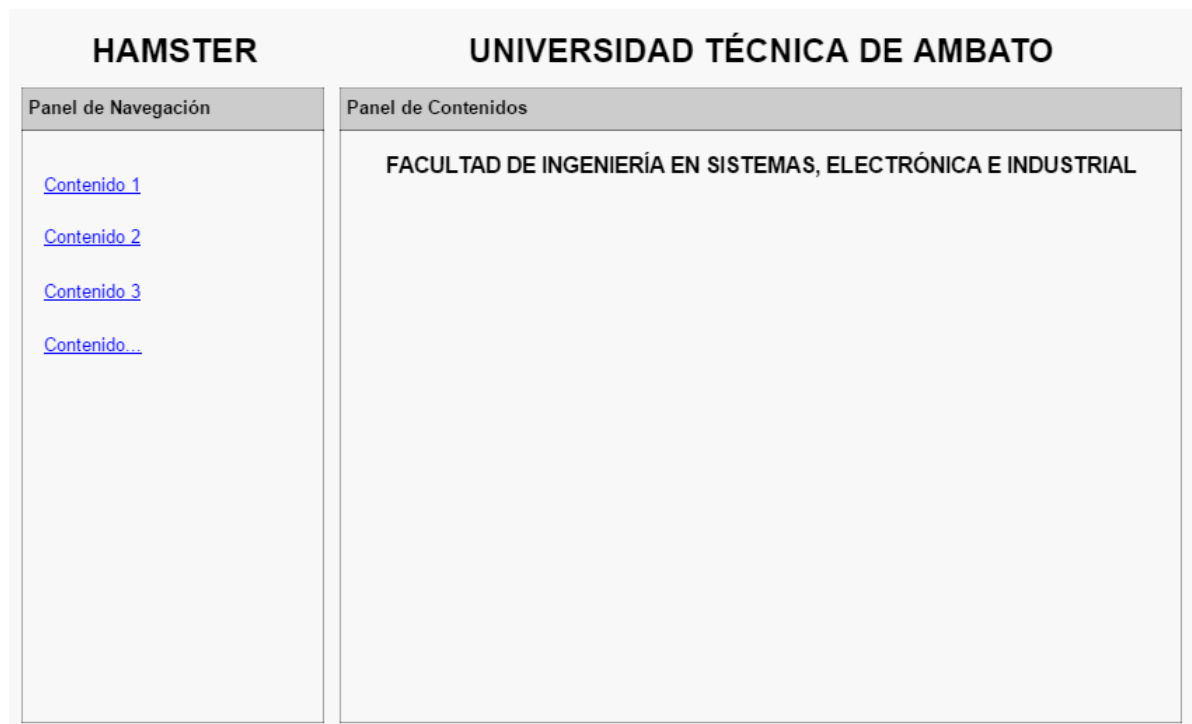 HAMSTER
UNIVERSIDAD TÉCNICA DE AMBATO
Panel de Navegación
Contenido 1
Contenido 2
Contenido 3
Contenido...
Panel de Contenidos
FACULTAD DE INGENIERÍA EN SISTEMAS, ELECTRÓNICA E INDUSTRIAL